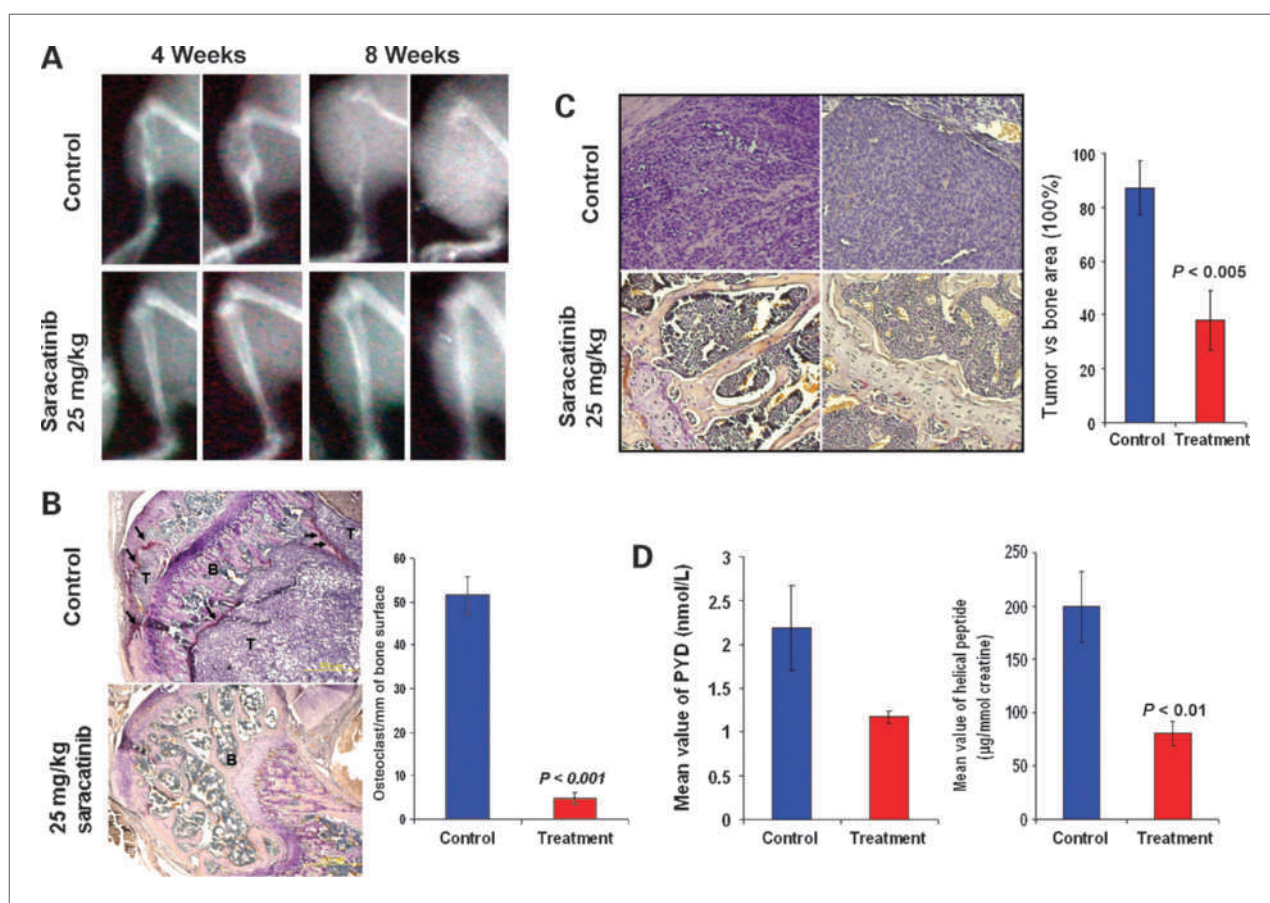 A
4 Weeks
8 Weeks
Control
Saracatinib
25 mg/kg
B
Control
25 mg/kg
saracatinib
T
T
B
T
B
Osteoclast/mm of bone surface
60
50
40
30
20
10
0
P < 0.001
Control
Treatment
C
Control
Saracatinib
25 mg/kg
Tumor vs bone area (100%)
100
80
60
40
20
0
P < 0.005
Control
Treatment
D
Mean value of PYD (nmol/L)
3
2.5
2
1.5
1
0.5
0
Control
Treatment
Mean value of helical peptide
(µg/mmol creatine)
250
200
150
100
50
0
P < 0.01
Control
Treatment